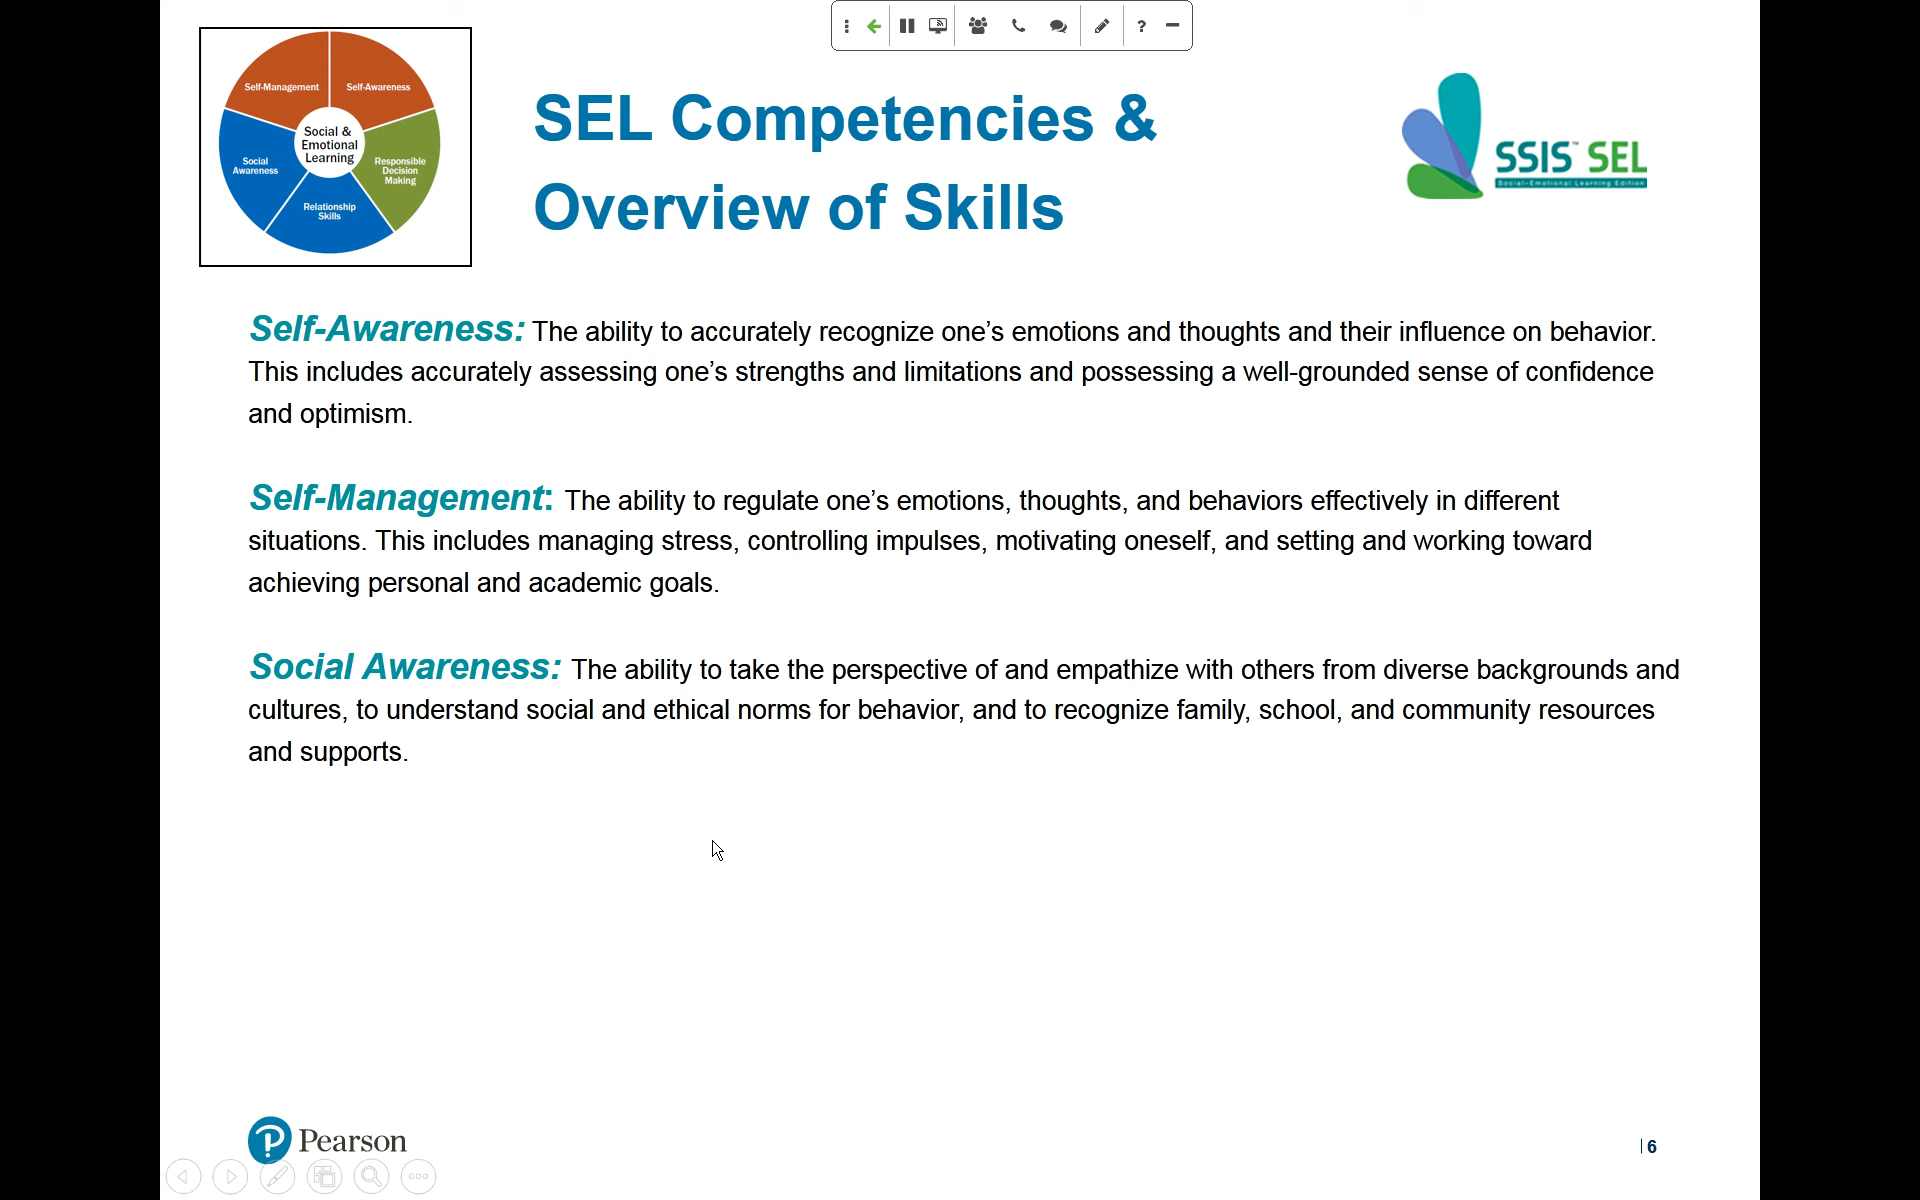 Self-Management
Self-Awareness
Social &
Emotional
Learning
Social
Awareness
Responsible
Decision
Making
Relationship
Skills
SEL Competencies &
Overview of Skills
SSIS™ SEL
Social-Emotional Learning Edition
Self-Awareness: The ability to accurately recognize one’s emotions and thoughts and their influence on behavior.
This includes accurately assessing one’s strengths and limitations and possessing a well-grounded sense of confidence
and optimism.
Self-Management: The ability to regulate one’s emotions, thoughts, and behaviors effectively in different
situations. This includes managing stress, controlling impulses, motivating oneself, and setting and working toward
achieving personal and academic goals.
Social Awareness: The ability to take the perspective of and empathize with others from diverse backgrounds and
cultures, to understand social and ethical norms for behavior, and to recognize family, school, and community resources
and supports.
Pearson
| 6